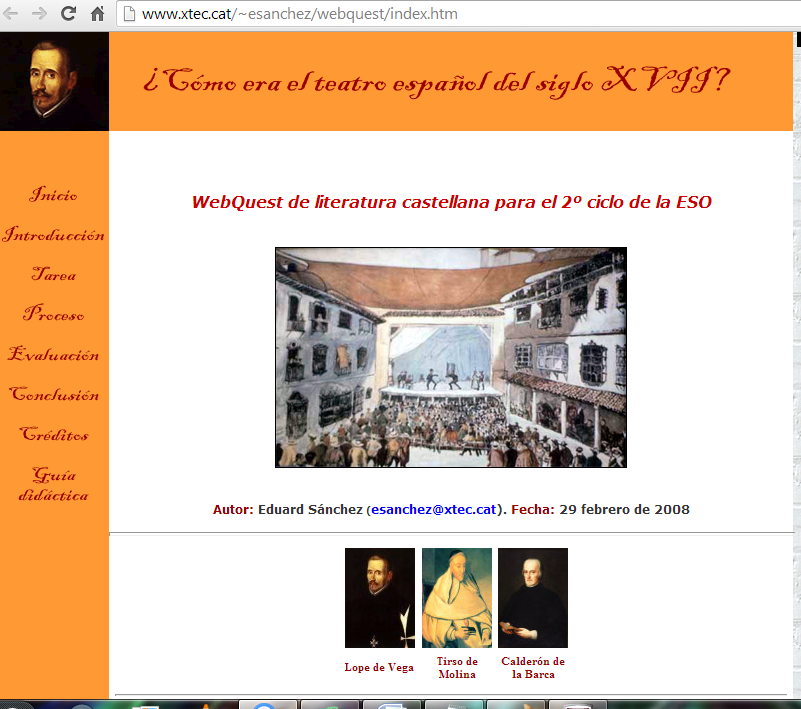 www.xtec.cat/~esanchez/webquest/index.htm
¿Cómo era el teatro español del siglo XVII?
Inicio
Introducción
Tarea
Proceso
Evaluación
Conclusión
Créditos
Guía
didáctica
WebQuest de literatura castellana para el 2º ciclo de la ESO
Autor: Eduard Sánchez (esanchez@xtec.cat). Fecha: 29 febrero de 2008
Lope de Vega
Tirso de
Molina
Calderón de
la Barca